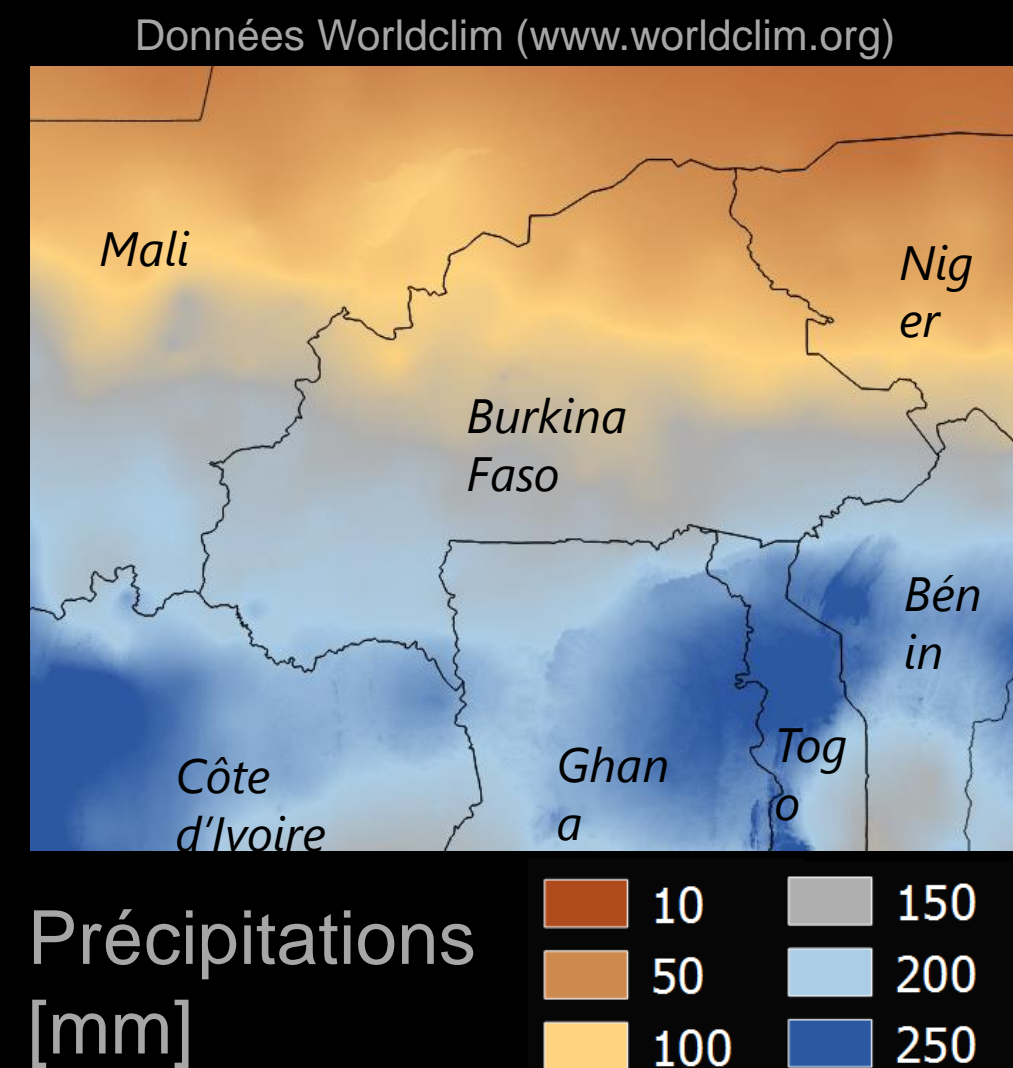 Données Worldclim (www.worldclim.org)
Mali
Nig
er
Burkina
Faso
Bén
in
Côte
d'Ivoire
Ghan
a
Tog
o
Précipitations
[mm]
10
50
100
150
200
250